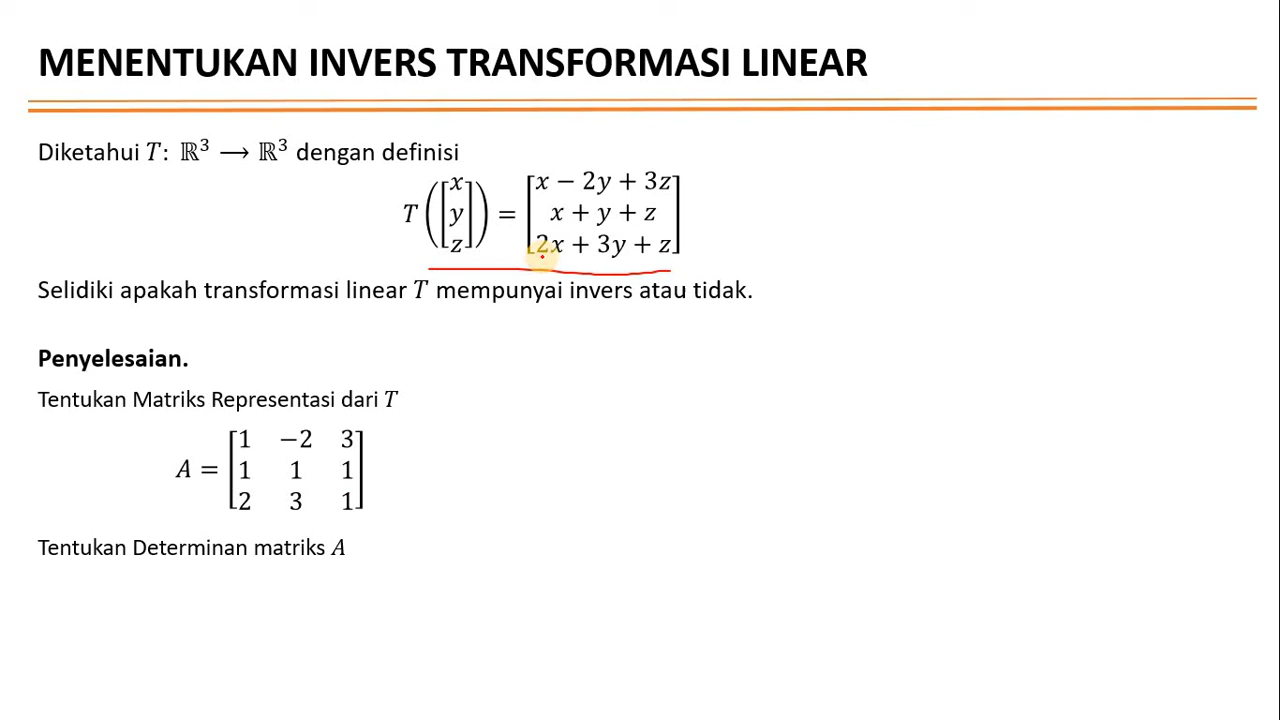 MENENTUKAN INVERS TRANSFORMASI LINEAR
Diketahui T: ℝ³ ⟶ ℝ³ dengan definisi
T([x y z]) = [x − 2y + 3z
x + y + z
2x + 3y + z]
Selidiki apakah transformasi linear T mempunyai invers atau tidak.
Penyelesaian.
Tentukan Matriks Representasi dari T
A = [1 −2 3
1 1 1
2 3 1]
Tentukan Determinan matriks A